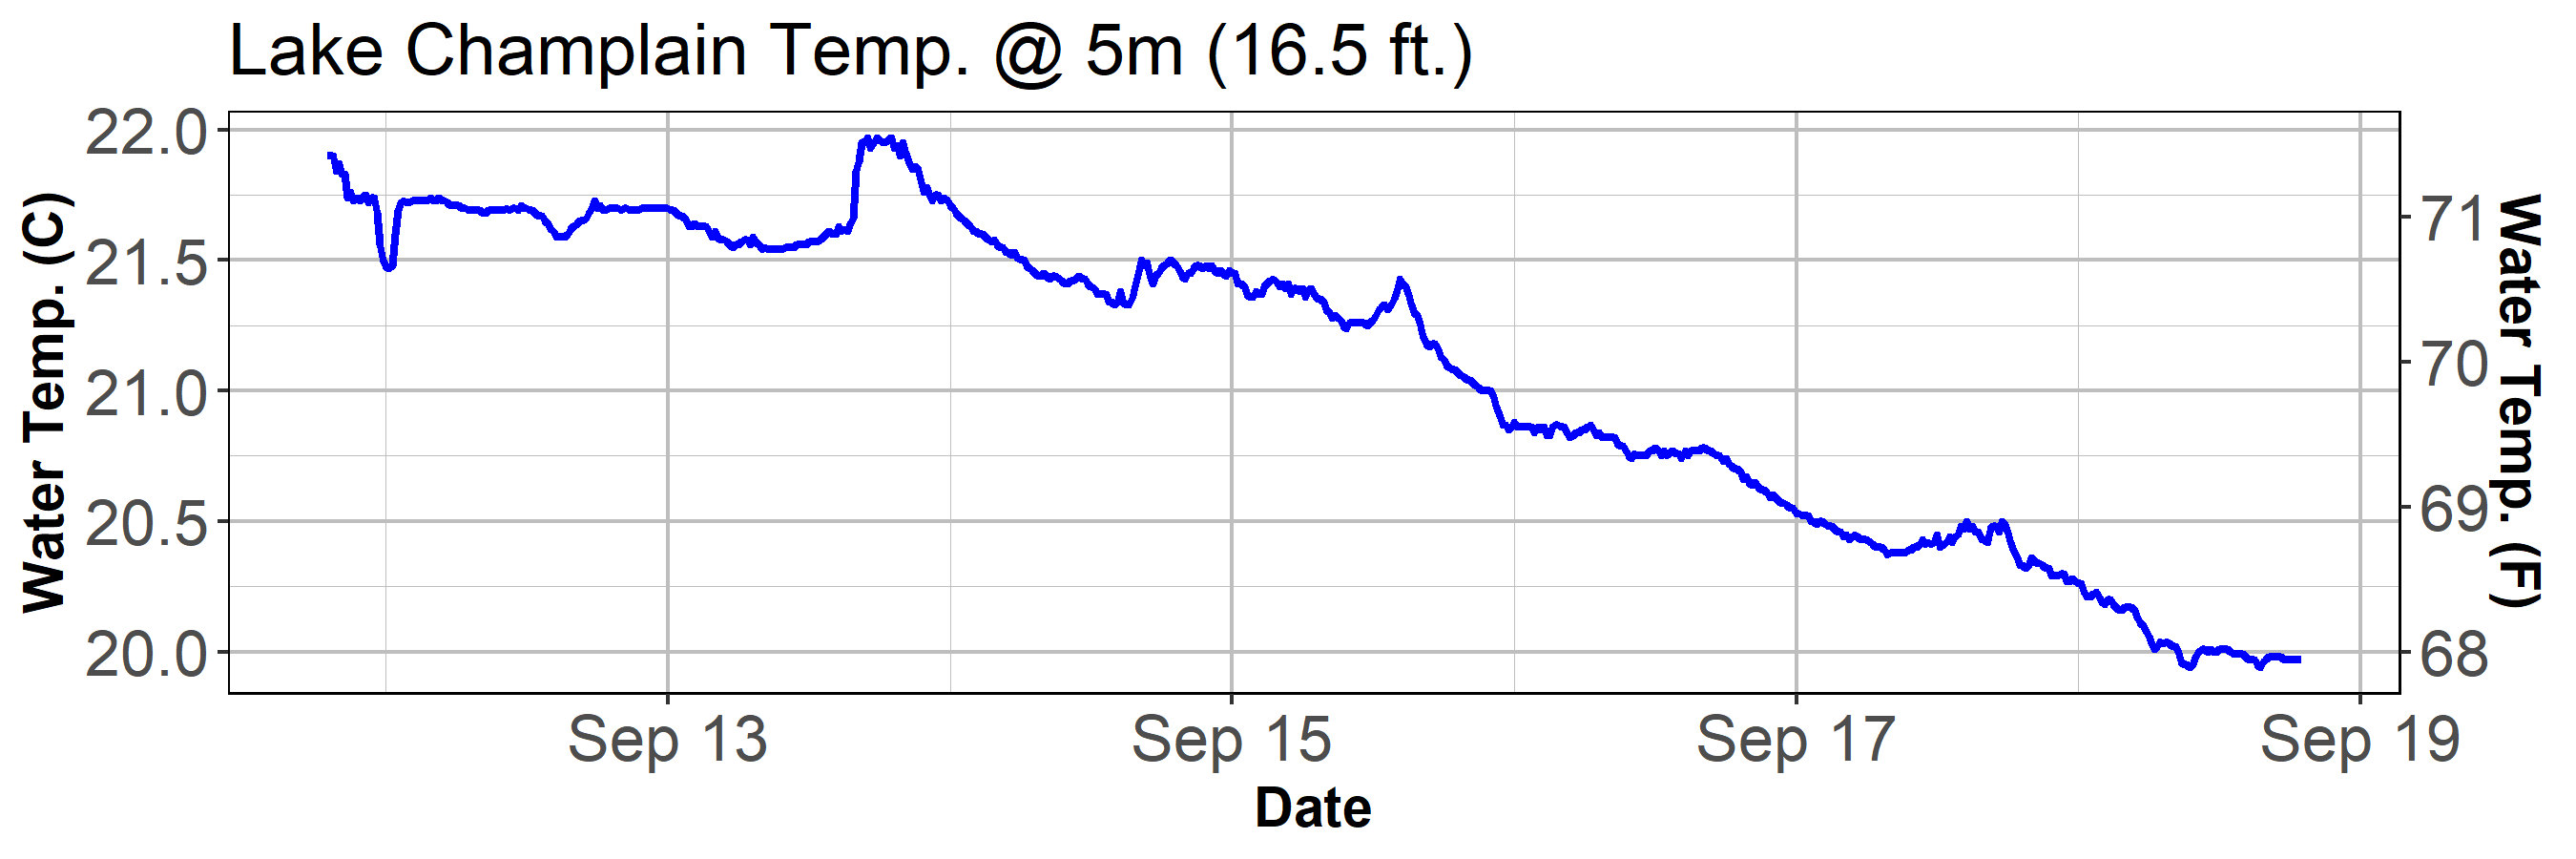 Lake Champlain Temp. @ 5m (16.5 ft.)
Water Temp. (C)
22.0
21.5
21.0
20.5
20.0
71
70
69
68
Water Temp. (F)
Sep 13
Sep 15
Sep 17
Sep 19
Date